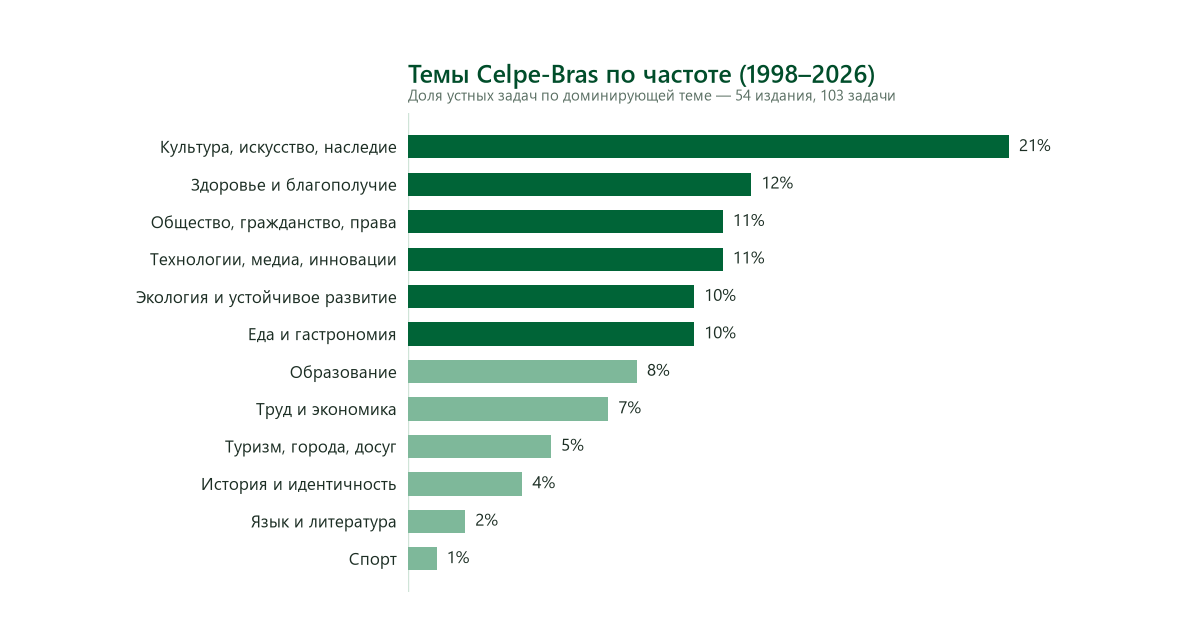 Темы Celpe-Bras по частоте (1998–2026)
Доля устных задач по доминирующей теме — 54 издания, 103 задачи
Культура, искусство, наследие 21%
Здоровье и благополучие 12%
Общество, гражданство, права 11%
Технологии, медиа, инновации 11%
Экология и устойчивое развитие 10%
Еда и гастрономия 10%
Образование 8%
Труд и экономика 7%
Туризм, города, досуг 5%
История и идентичность 4%
Язык и литература 2%
Спорт 1%